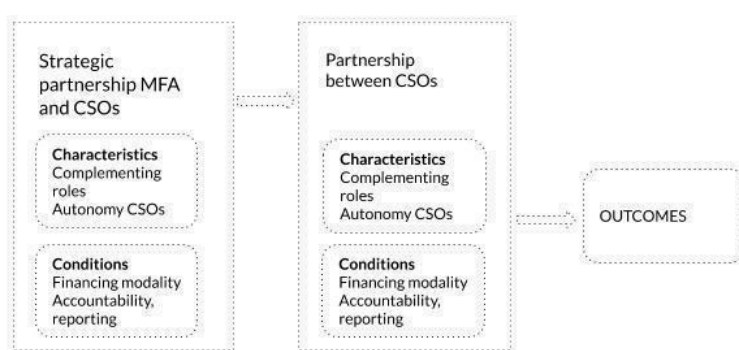 Strategic
partnership MFA
and CSOs
Characteristics
Complementing
roles
Autonomy CSOs
Conditions
Financing modality
Accountability,
reporting
Partnership
between CSOs
Characteristics
Complementing
roles
Autonomy CSOs
Conditions
Financing modality
Accountability,
reporting
OUTCOMES